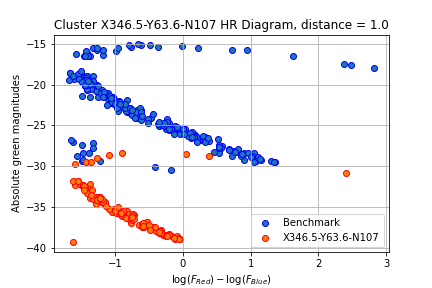 Cluster X346.5-Y63.6-N107 HR Diagram, distance = 1.0
Absolute green magnitudes
−15
−20
−25
−30
−35
−40
Benchmark
X346.5-Y63.6-N107
−1
0
1
2
3
log(F_Red) − log(F_Blue)